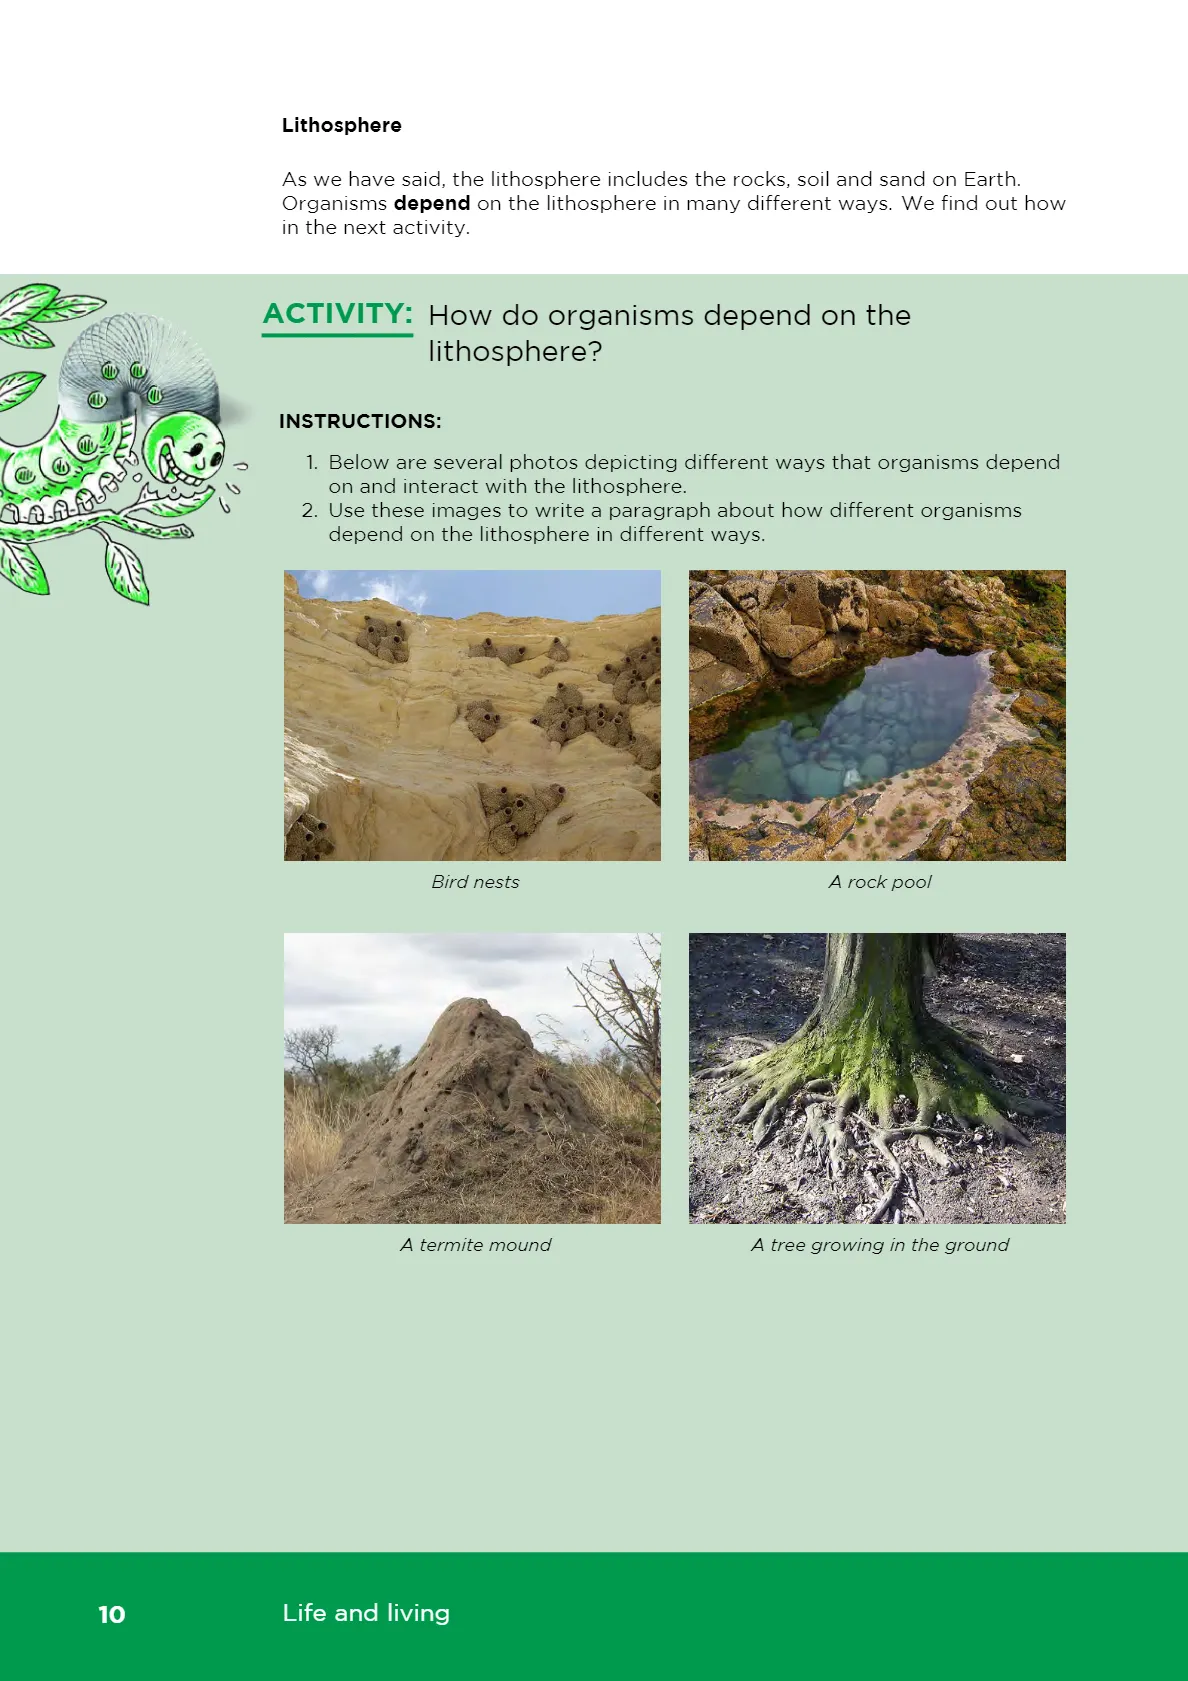 Lithosphere
As we have said, the lithosphere includes the rocks, soil and sand on Earth.
Organisms depend on the lithosphere in many different ways. We find out how
in the next activity.
ACTIVITY: How do organisms depend on the
lithosphere?
INSTRUCTIONS:
1. Below are several photos depicting different ways that organisms depend
on and interact with the lithosphere.
2. Use these images to write a paragraph about how different organisms
depend on the lithosphere in different ways.
Bird nests
A rock pool
A termite mound
A tree growing in the ground
10
Life and living